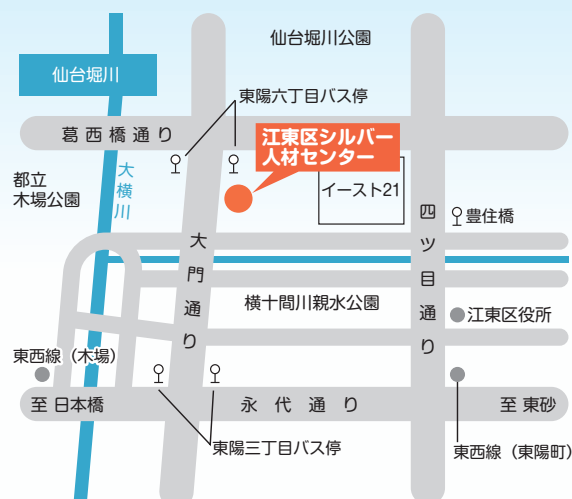 仙台堀川公園
仙台堀川
東陽六丁目バス停
葛西橋通り
江東区シルバー
人材センター
都立
木場公園
大横川
イースト21
四ツ目通り
豊住橋
大門通り
横十間川親水公園
江東区役所
東西線（木場）
至 日本橋
永代通り
至 東砂
東陽三丁目バス停
東西線（東陽町）